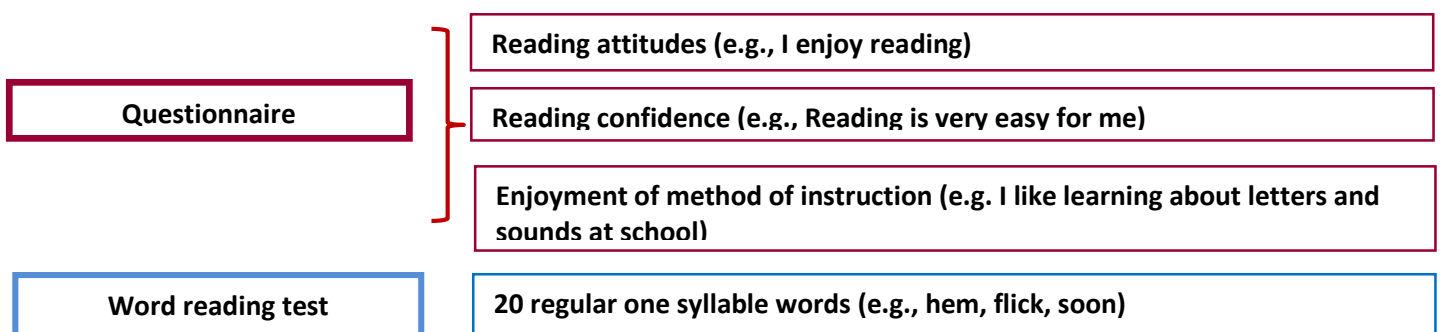 Questionnaire
Reading attitudes (e.g., I enjoy reading)
Reading confidence (e.g., Reading is very easy for me)
Enjoyment of method of instruction (e.g. I like learning about letters and
sounds at school)
Word reading test
20 regular one syllable words (e.g., hem, flick, soon)